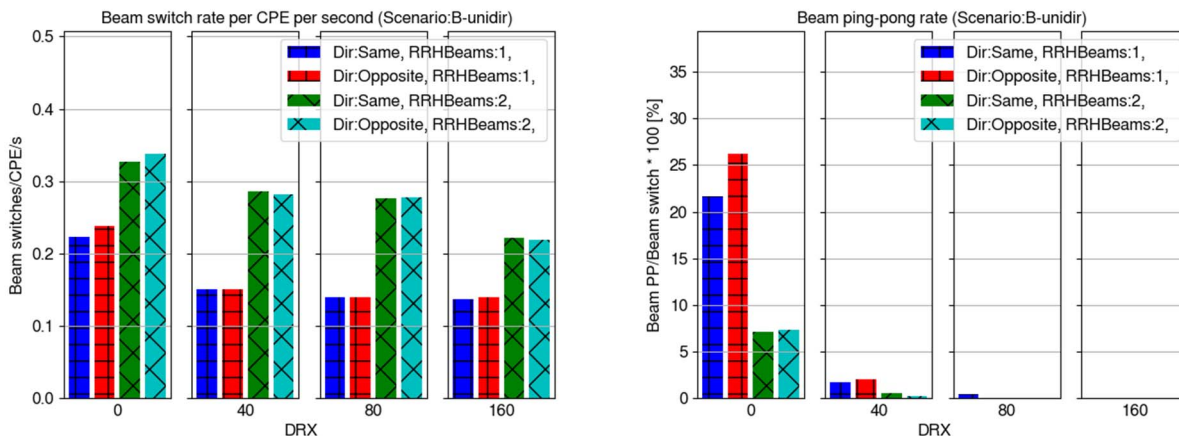 Beam switch rate per CPE per second (Scenario:B-unidir)
0.5
0.4
0.3
0.2
0.1
0.0
Beam switches/CPE/s
Dir:Same, RRHBeams:1,
Dir:Opposite, RRHBeams:1,
Dir:Same, RRHBeams:2,
Dir:Opposite, RRHBeams:2,
0 40 80 160
DRX
Beam ping-pong rate (Scenario:B-unidir)
35
30
25
20
15
10
5
0
Beam PP/Beam switch * 100 [%]
Dir:Same, RRHBeams:1,
Dir:Opposite, RRHBeams:1,
Dir:Same, RRHBeams:2,
Dir:Opposite, RRHBeams:2,
0 40 80 160
DRX